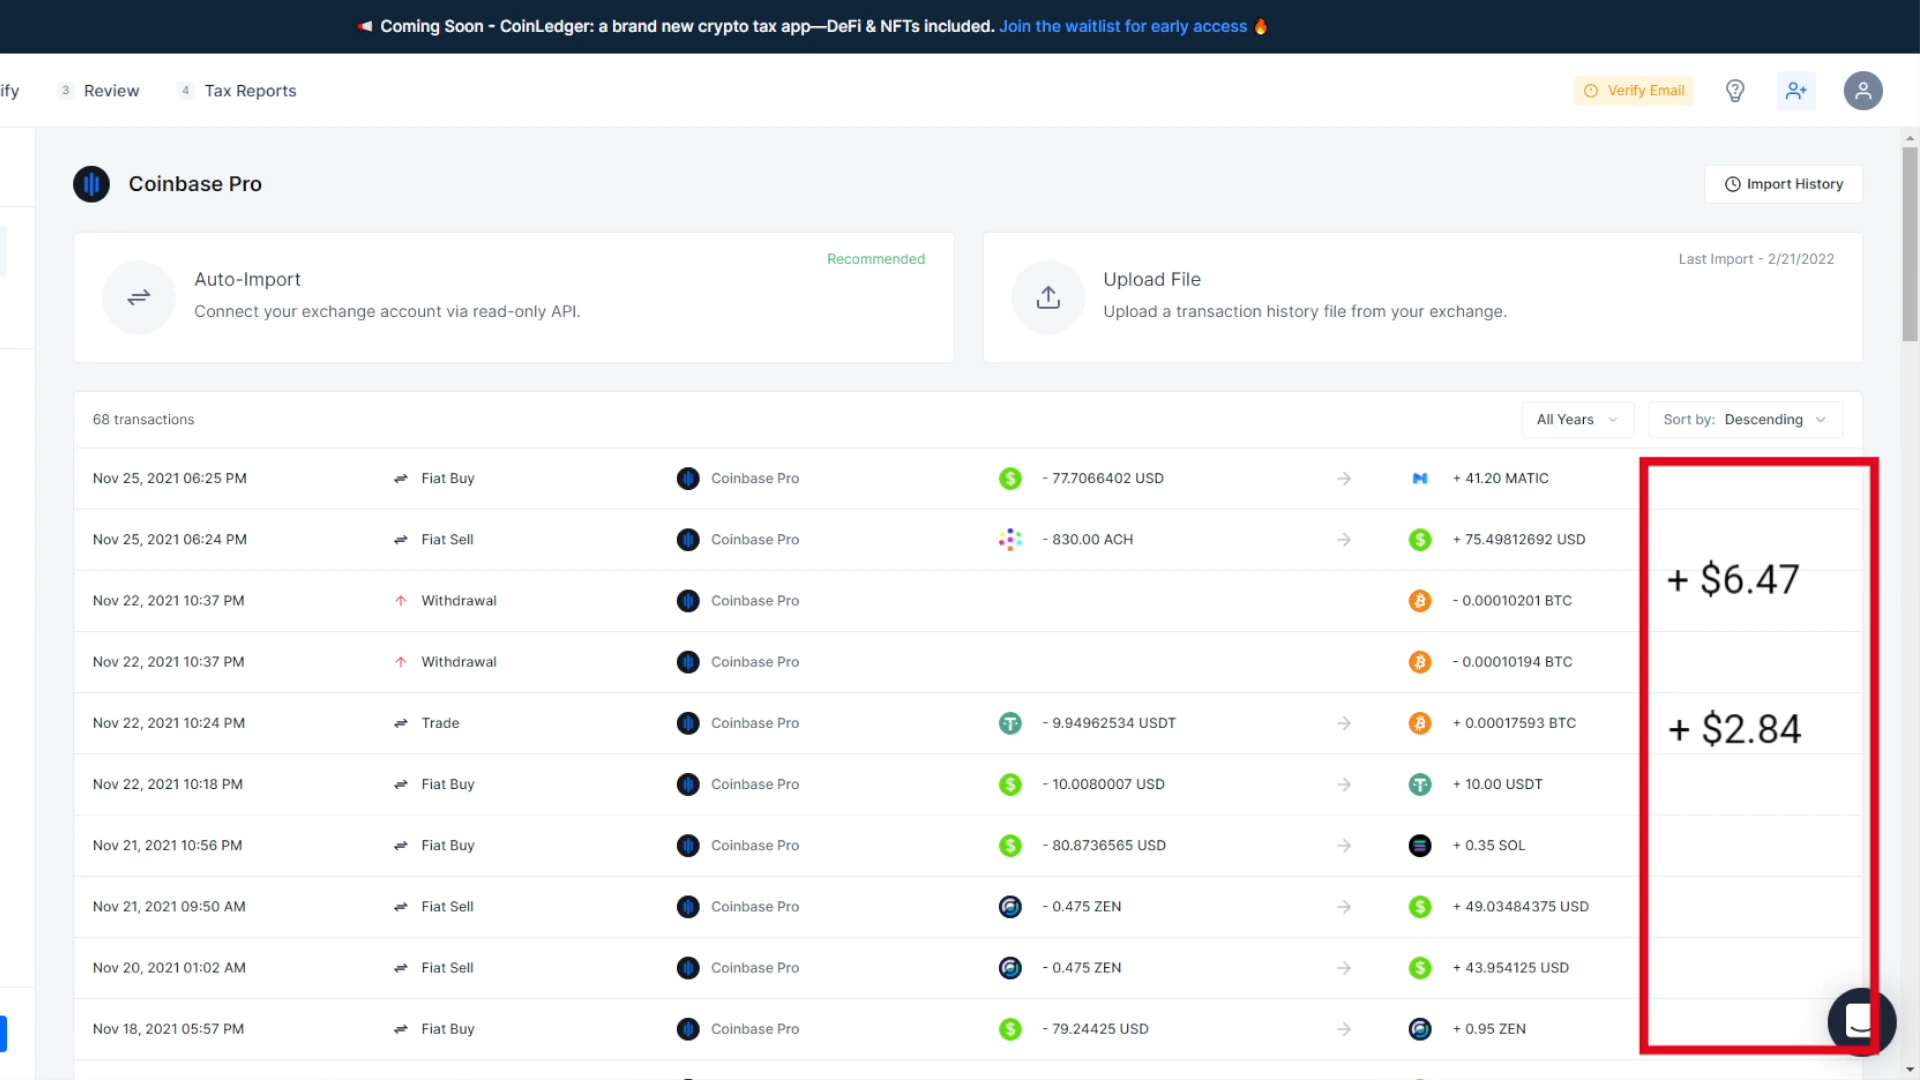 Coming Soon - CoinLedger: a brand new crypto tax app—DeFi & NFTs included. Join the waitlist for early access
ify 3 Review 4 Tax Reports Verify Email
Coinbase Pro Import History
Recommended Last Import - 2/21/2022
Auto-Import Upload File
Connect your exchange account via read-only API. Upload a transaction history file from your exchange.
68 transactions All Years Sort by: Descending
Nov 25, 2021 06:25 PM Fiat Buy Coinbase Pro - 77.7066402 USD → + 41.20 MATIC
Nov 25, 2021 06:24 PM Fiat Sell Coinbase Pro - 830.00 ACH → + 75.49812692 USD
+ $6.47
Nov 22, 2021 10:37 PM Withdrawal Coinbase Pro - 0.00010201 BTC
Nov 22, 2021 10:37 PM Withdrawal Coinbase Pro - 0.00010194 BTC
Nov 22, 2021 10:24 PM Trade Coinbase Pro - 9.94962534 USDT → + 0.00017593 BTC
+ $2.84
Nov 22, 2021 10:18 PM Fiat Buy Coinbase Pro - 10.0080007 USD → + 10.00 USDT
Nov 21, 2021 10:56 PM Fiat Buy Coinbase Pro - 80.8736565 USD → + 0.35 SOL
Nov 21, 2021 09:50 AM Fiat Sell Coinbase Pro - 0.475 ZEN → + 49.03484375 USD
Nov 20, 2021 01:02 AM Fiat Sell Coinbase Pro - 0.475 ZEN → + 43.954125 USD
Nov 18, 2021 05:57 PM Fiat Buy Coinbase Pro - 79.24425 USD → + 0.95 ZEN